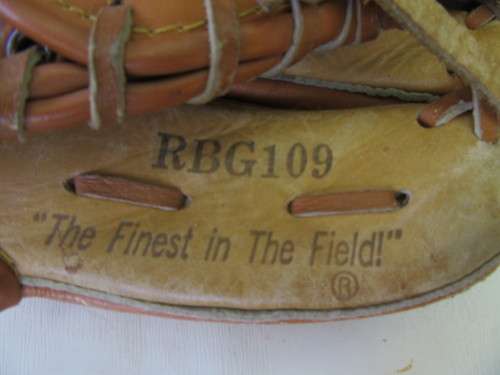 RBG109
"The Finest in The Field!"
®